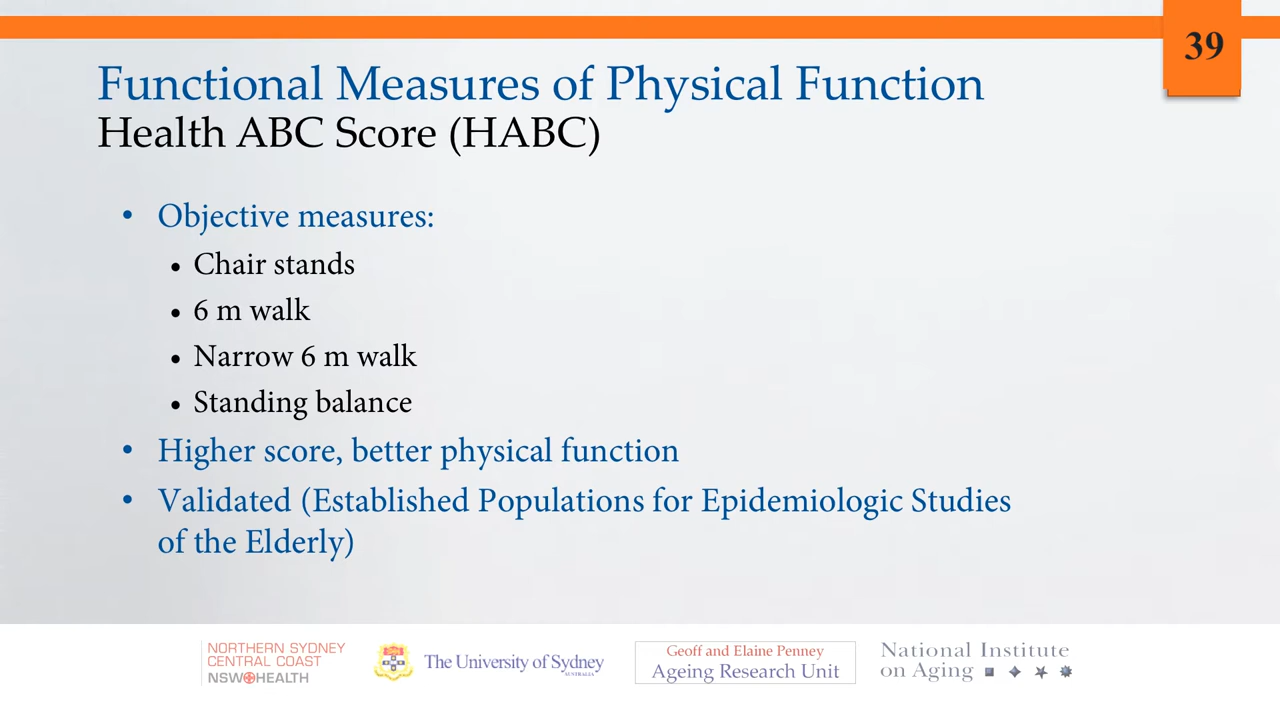 39
Functional Measures of Physical Function
Health ABC Score (HABC)
• Objective measures:
• Chair stands
• 6 m walk
• Narrow 6 m walk
• Standing balance
• Higher score, better physical function
• Validated (Established Populations for Epidemiologic Studies
of the Elderly)
NORTHERN SYDNEY
CENTRAL COAST
NSW HEALTH
The University of Sydney
AUSTRALIA
Geoff and Elaine Penney
Ageing Research Unit
National Institute
on Aging